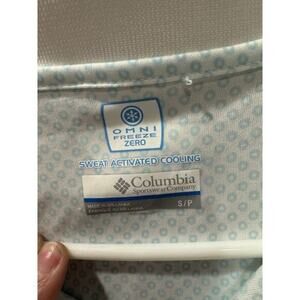 OMNI
FREEZE
ZERO
SWEAT ACTIVATED COOLING
Columbia
Sportswear Company
S/P